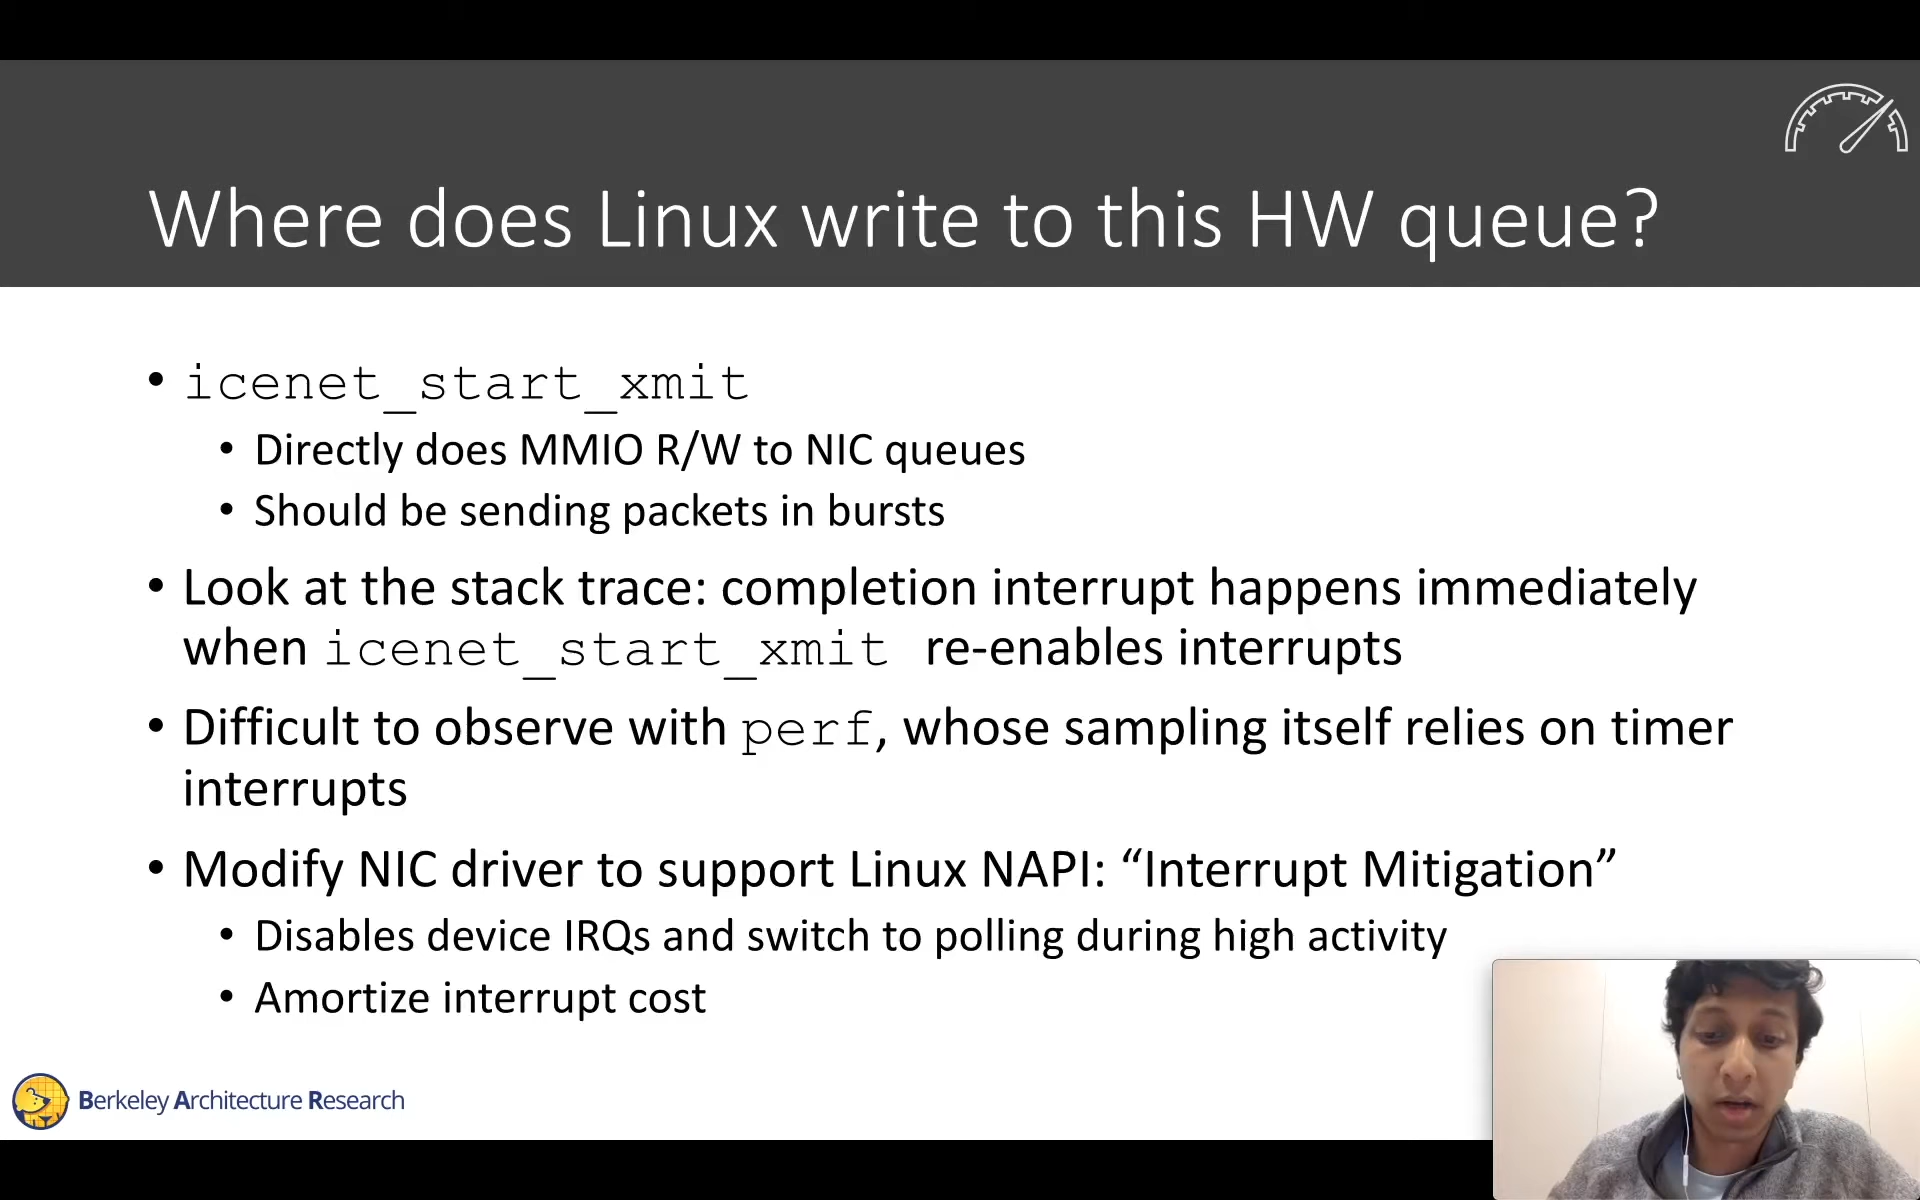 Where does Linux write to this HW queue?
• icenet_start_xmit
• Directly does MMIO R/W to NIC queues
• Should be sending packets in bursts
• Look at the stack trace: completion interrupt happens immediately
when icenet_start_xmit re-enables interrupts
• Difficult to observe with perf, whose sampling itself relies on timer
interrupts
• Modify NIC driver to support Linux NAPI: “Interrupt Mitigation”
• Disables device IRQs and switch to polling during high activity
• Amortize interrupt cost
Berkeley Architecture Research